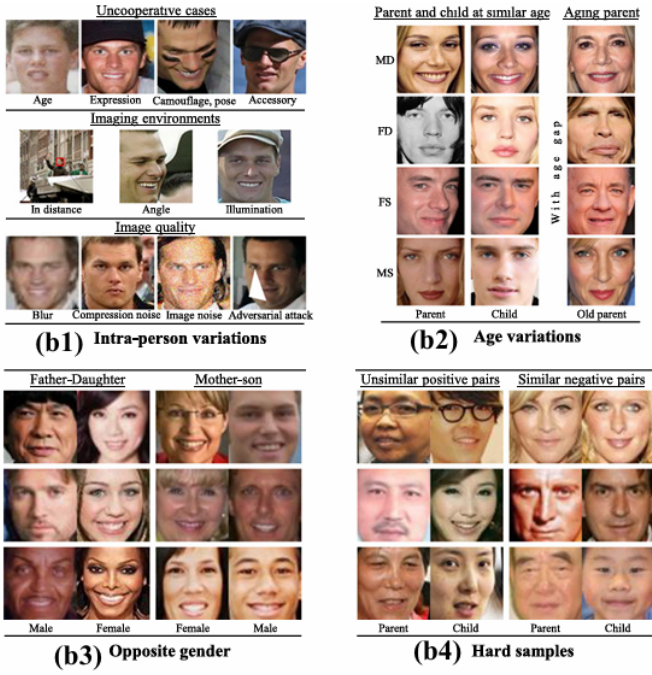 Uncooperative cases
Age Expression Camouflage, pose Accessory
Imaging environments
In distance Angle Illumination
Image quality
Blur Compression noise Image noise Adversarial attack
(b1) Intra-person variations
Parent and child at similar age Aging parent
MD
FD
FS
MS
With age gap
Parent Child Old parent
(b2) Age variations
Father-Daughter Mother-son
Male Female Female Male
(b3) Opposite gender
Unsimilar positive pairs Similar negative pairs
Parent Child Parent Child
(b4) Hard samples